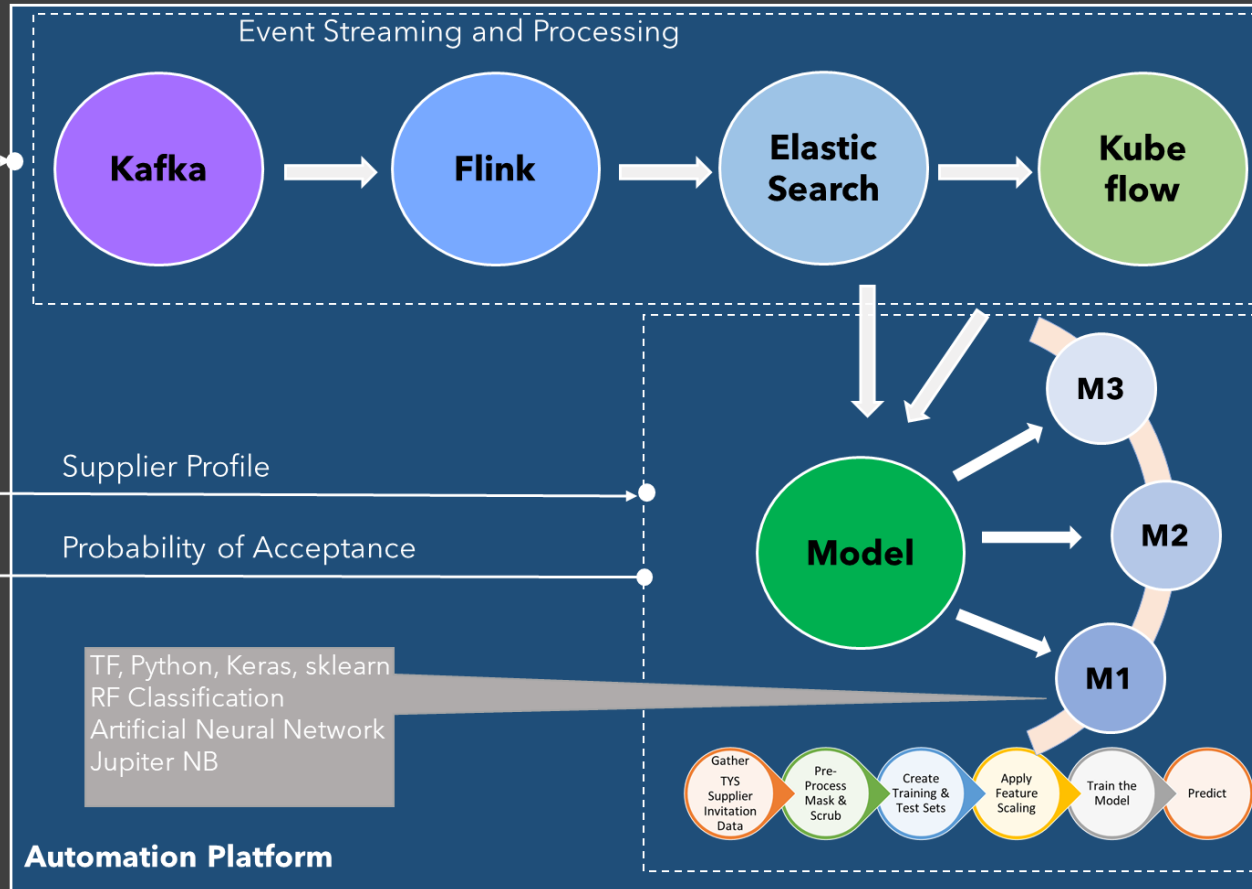 Event Streaming and Processing
Kafka
Flink
Elastic
Search
Kube
flow
M3
Supplier Profile
M2
Probability of Acceptance
Model
TF, Python, Keras, sklearn
RF Classification
Artificial Neural Network
Jupiter NB
M1
Gather
TYS
Supplier
Invitation
Data
Pre-
Process
Mask &
Scrub
Create
Training &
Test Sets
Apply
Feature
Scaling
Train the
Model
Predict
Automation Platform